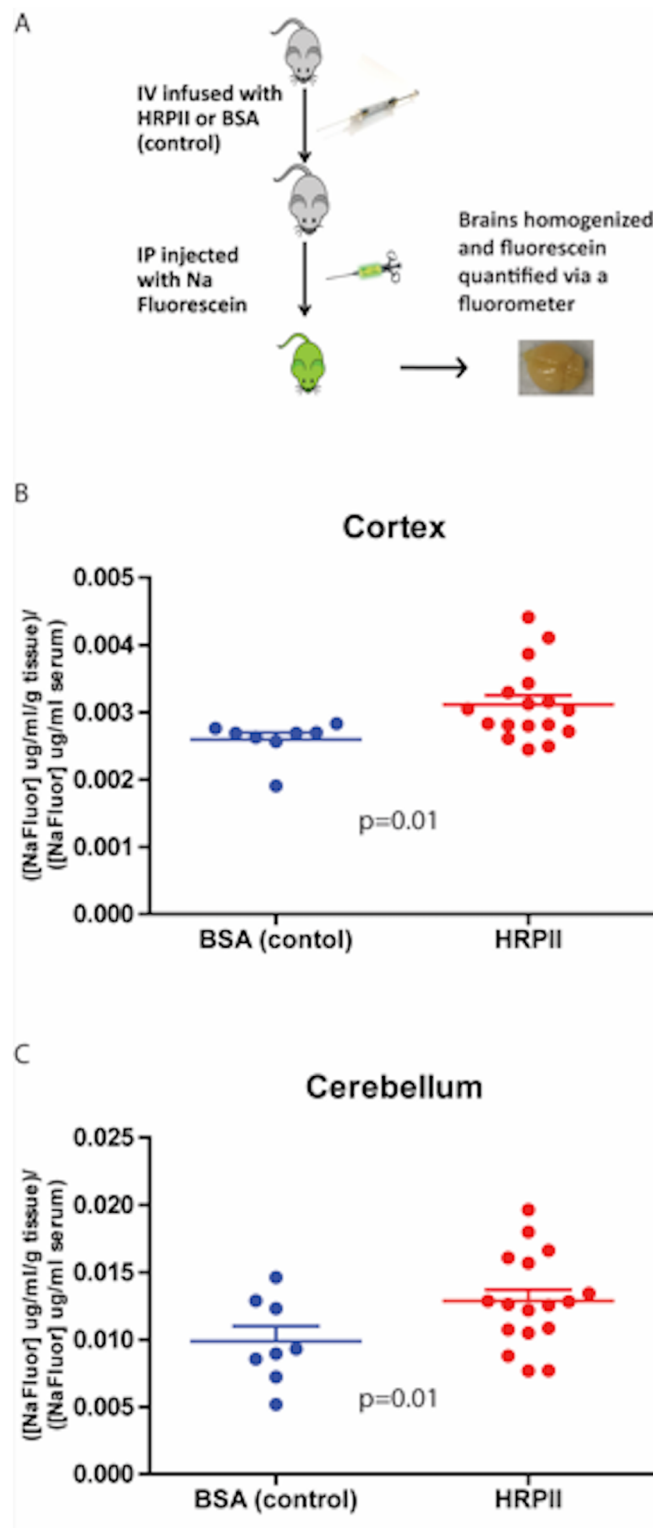 A
IV infused with
HRPII or BSA
(control)
IP injected
with Na
Fluorescein
Brains homogenized
and fluorescein
quantified via a
fluorometer
B
Cortex
([NaFluor] ug/ml/g tissue)/
([NaFluor] ug/ml serum)
0.005
0.004
0.003
0.002
0.001
0.000
p=0.01
BSA (contol)
HRPII
C
Cerebellum
([NaFluor] ug/ml/g tissue)/
([NaFluor] ug/ml serum)
0.025
0.020
0.015
0.010
0.005
0.000
p=0.01
BSA (control)
HRPII